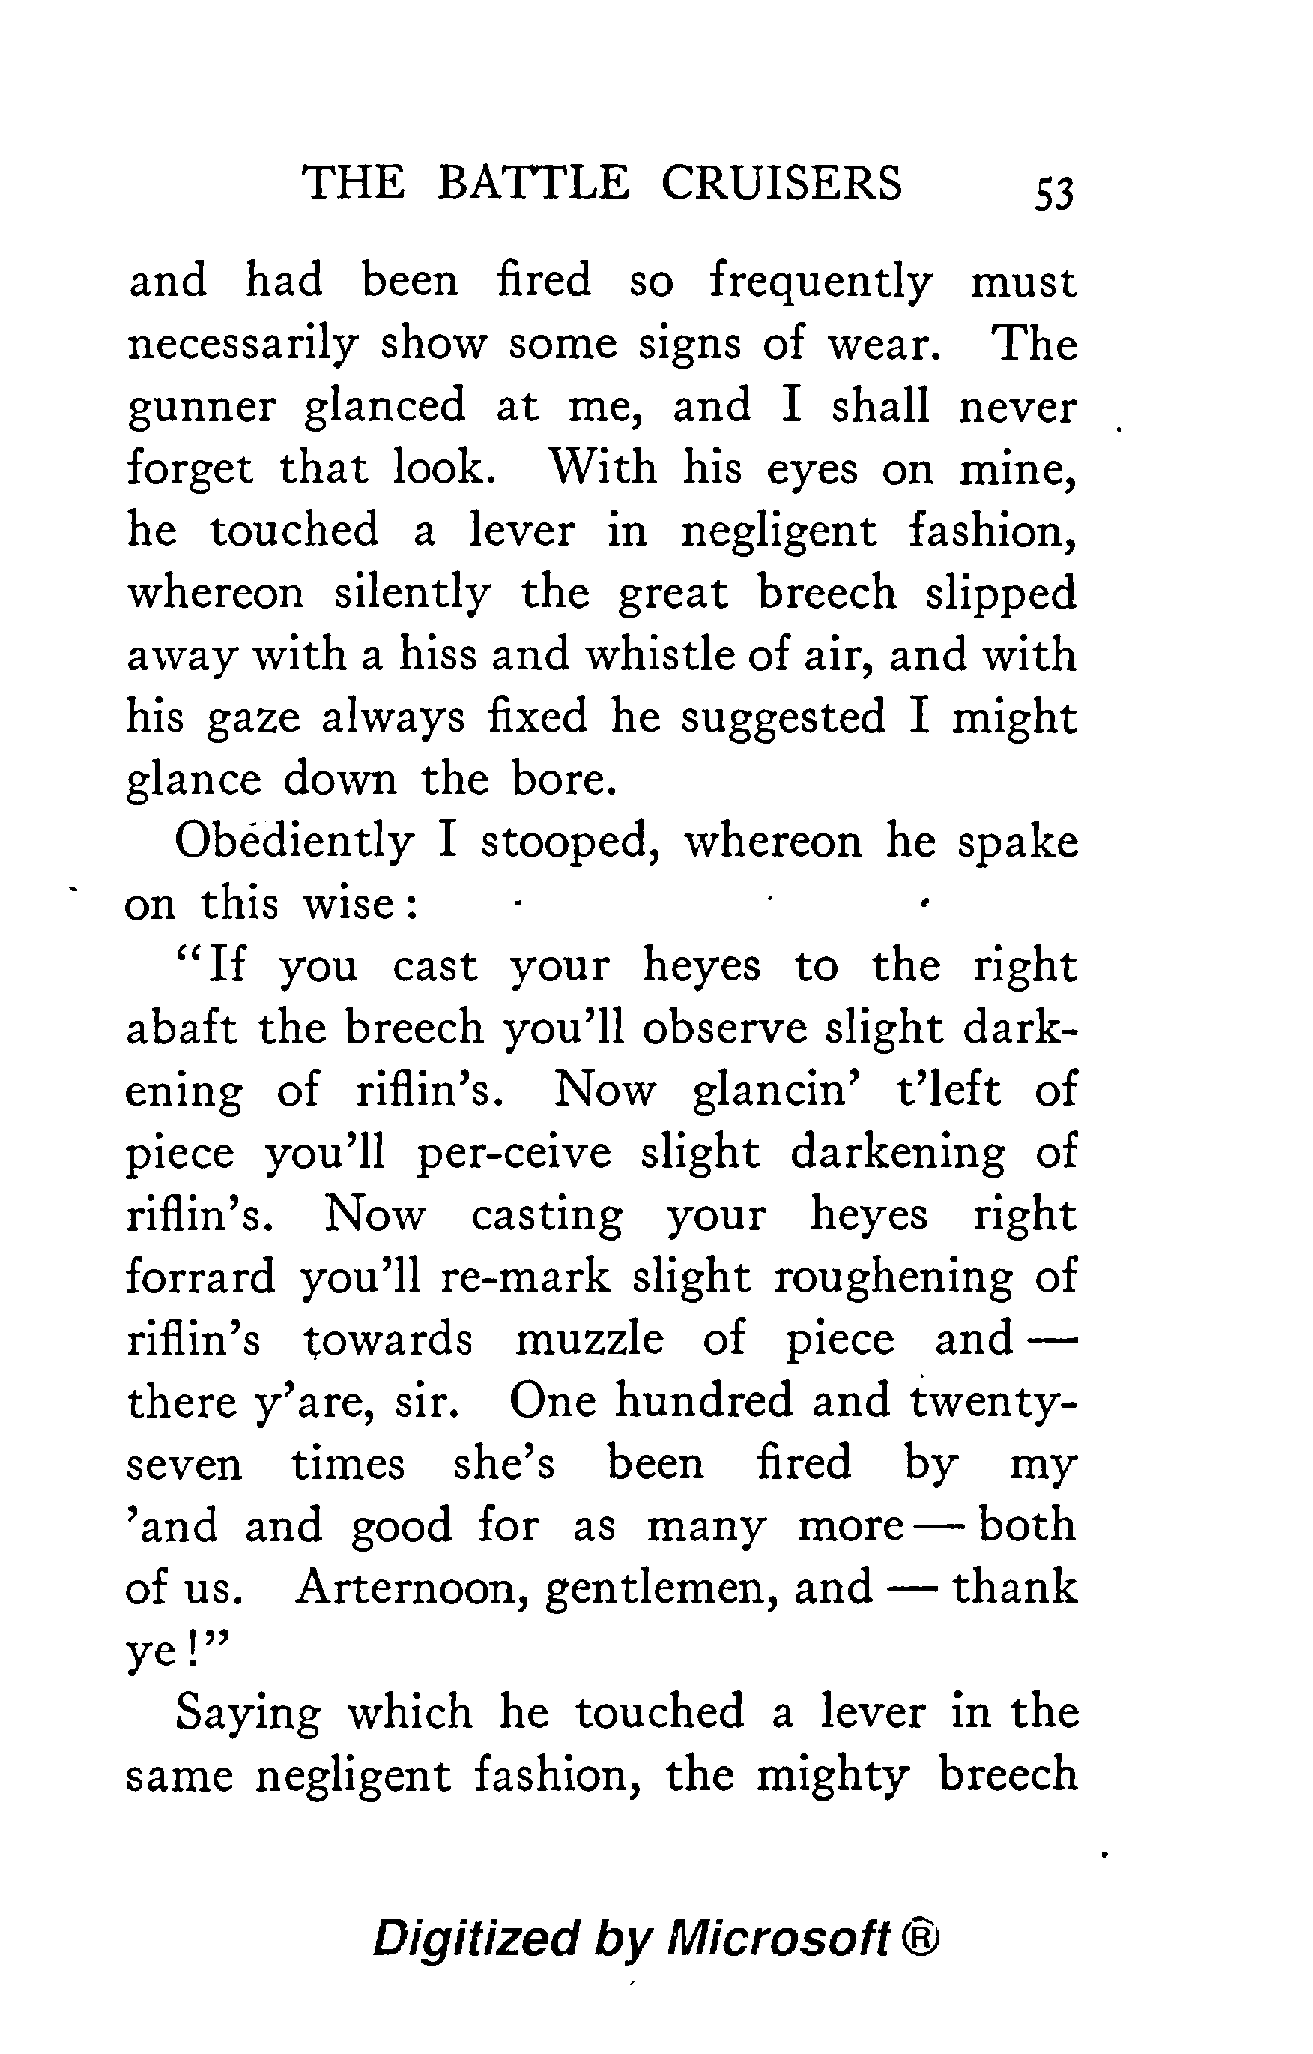 THE BATTLE CRUISERS 53
and had been fired so frequently must
necessarily show some signs of wear. The
gunner glanced at me, and I shall never
forget that look. With his eyes on mine,
he touched a lever in negligent fashion,
whereon silently the great breech slipped
away with a hiss and whistle of air, and with
his gaze always fixed he suggested I might
glance down the bore.
Obediently I stooped, whereon he spake
on this wise:
"If you cast your heyes to the right
abaft the breech you'll observe slight dark-
ening of riflin's. Now glancin' t'left of
piece you'll per-ceive slight darkening of
riflin's. Now casting your heyes right
forrard you'll re-mark slight roughening of
riflin's towards muzzle of piece and—
there y'are, sir. One hundred and twenty-
seven times she's been fired by my
'and and good for as many more—both
of us. Arternoon, gentlemen, and — thank
ye!"
Saying which he touched a lever in the
same negligent fashion, the mighty breech
Digitized by Microsoft ®